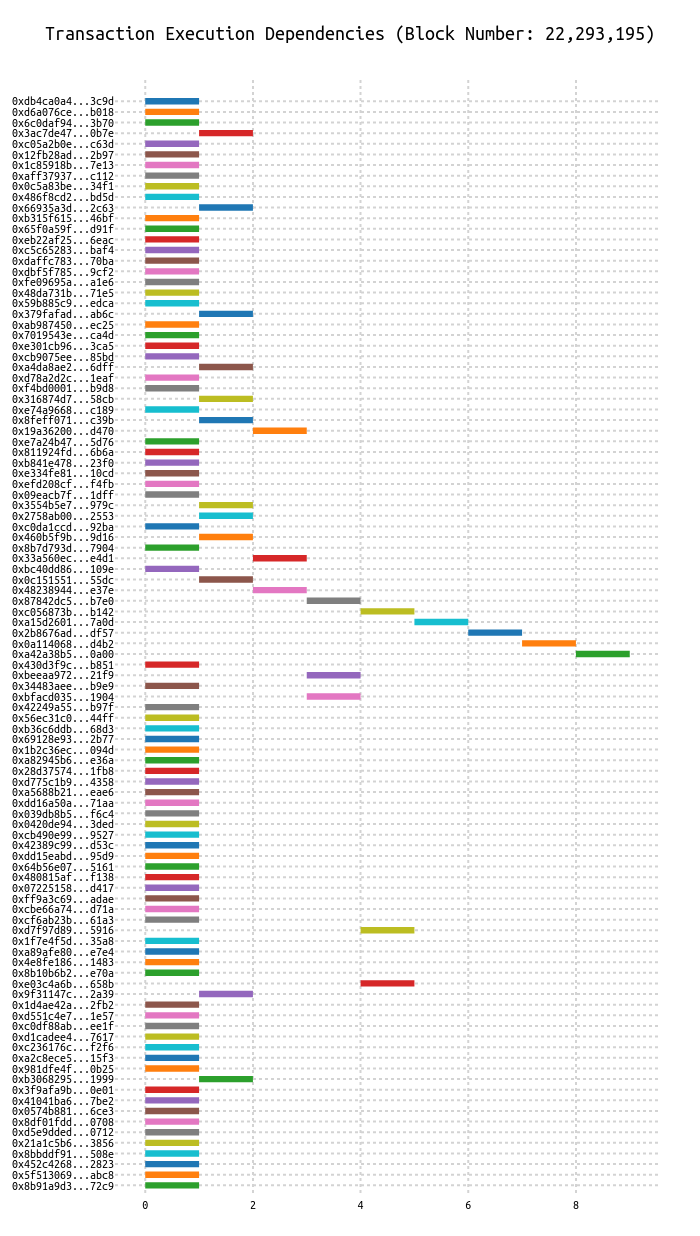 Transaction Execution Dependencies (Block Number: 22,293,195)
0xdb4ca0a4...3c9d
0xd6a076ce...b018
0x6c0daf94...3b70
0x3ac7de47...0b7e
0xc05a2b0e...c63d
0x12fb28ad...2b97
0x1c85918b...7e13
0xaff37937...c112
0x0c5a83be...34f1
0x486f8cd2...bd5d
0x66935a3d...2c63
0xb315f615...46bf
0x65f0a59f...d91f
0xeb22af25...6eac
0xc5c65283...baf4
0xdaffc783...70ba
0xdbf5f785...9cf2
0xfe09695a...a1e6
0x48da731b...71e5
0x59b885c9...edca
0x379fafad...ab6c
0xab987450...ec25
0x7019543e...ca4d
0xe301cb96...3ca5
0xcb9075ee...85bd
0xa4da8ae2...6dff
0xd78a2d2c...1eaf
0xf4bd0001...b9d8
0x316874d7...58cb
0xe74a9668...c189
0x8feff071...c39b
0x19a36200...d470
0xe7a24b47...5d76
0x811924fd...6b6a
0xb841e478...23f0
0xe334fe81...10cd
0xefd208cf...f4fb
0x09eacb7f...1dff
0x3554b5e7...979c
0x2758ab00...2553
0xc0da1ccd...92ba
0x460b5f9b...9d16
0x8b7d793d...7904
0x33a560ec...e4d1
0xbc40dd86...109e
0x0c151551...55dc
0x48238944...e37e
0x87842dc5...b7e0
0xc056873b...b142
0xa15d2601...7a0d
0x2b8676ad...df57
0x0a114068...d4b2
0xa42a38b5...0a00
0x430d3f9c...b851
0xbeeaa972...21f9
0x34483aee...b9e9
0xbfacd035...1904
0x42249a55...b97f
0x56ec31c0...44ff
0xb36c6ddb...68d3
0x69128e93...2b77
0x1b2c36ec...094d
0xa82945b6...e36a
0x28d37574...1fb8
0xd775c1b9...4358
0xa5688b21...eae6
0xdd16a50a...71aa
0x039db8b5...f6c4
0x0420de94...3ded
0xcb490e99...9527
0x42389c99...d53c
0xdd15eabd...95d9
0x64b56e07...5161
0x480815af...f138
0x07225158...d417
0xff9a3c69...adae
0xcbe66a74...d71a
0xcf6ab23b...61a3
0xd7f97d89...5916
0x1f7e4f5d...35a8
0xa89afe80...e7e4
0x4e8fe186...1483
0x8b10b6b2...e70a
0xe03c4a6b...658b
0x9f31147c...2a39
0x1d4ae42a...2fb2
0xd551c4e7...1e57
0xc0df88ab...ee1f
0xd1cadee4...7617
0xc236176c...f2f6
0xa2c8ece5...15f3
0x981dfe4f...0b25
0xb3068295...1999
0x3f9afa9b...0e01
0x41041ba6...7be2
0x0574b881...6ce3
0x8df01fdd...0708
0xd5e9dded...0712
0x21a1c5b6...3856
0x8bbddf91...508e
0x452c4268...2823
0x5f513069...abc8
0x8b91a9d3...72c9
0 2 4 6 8